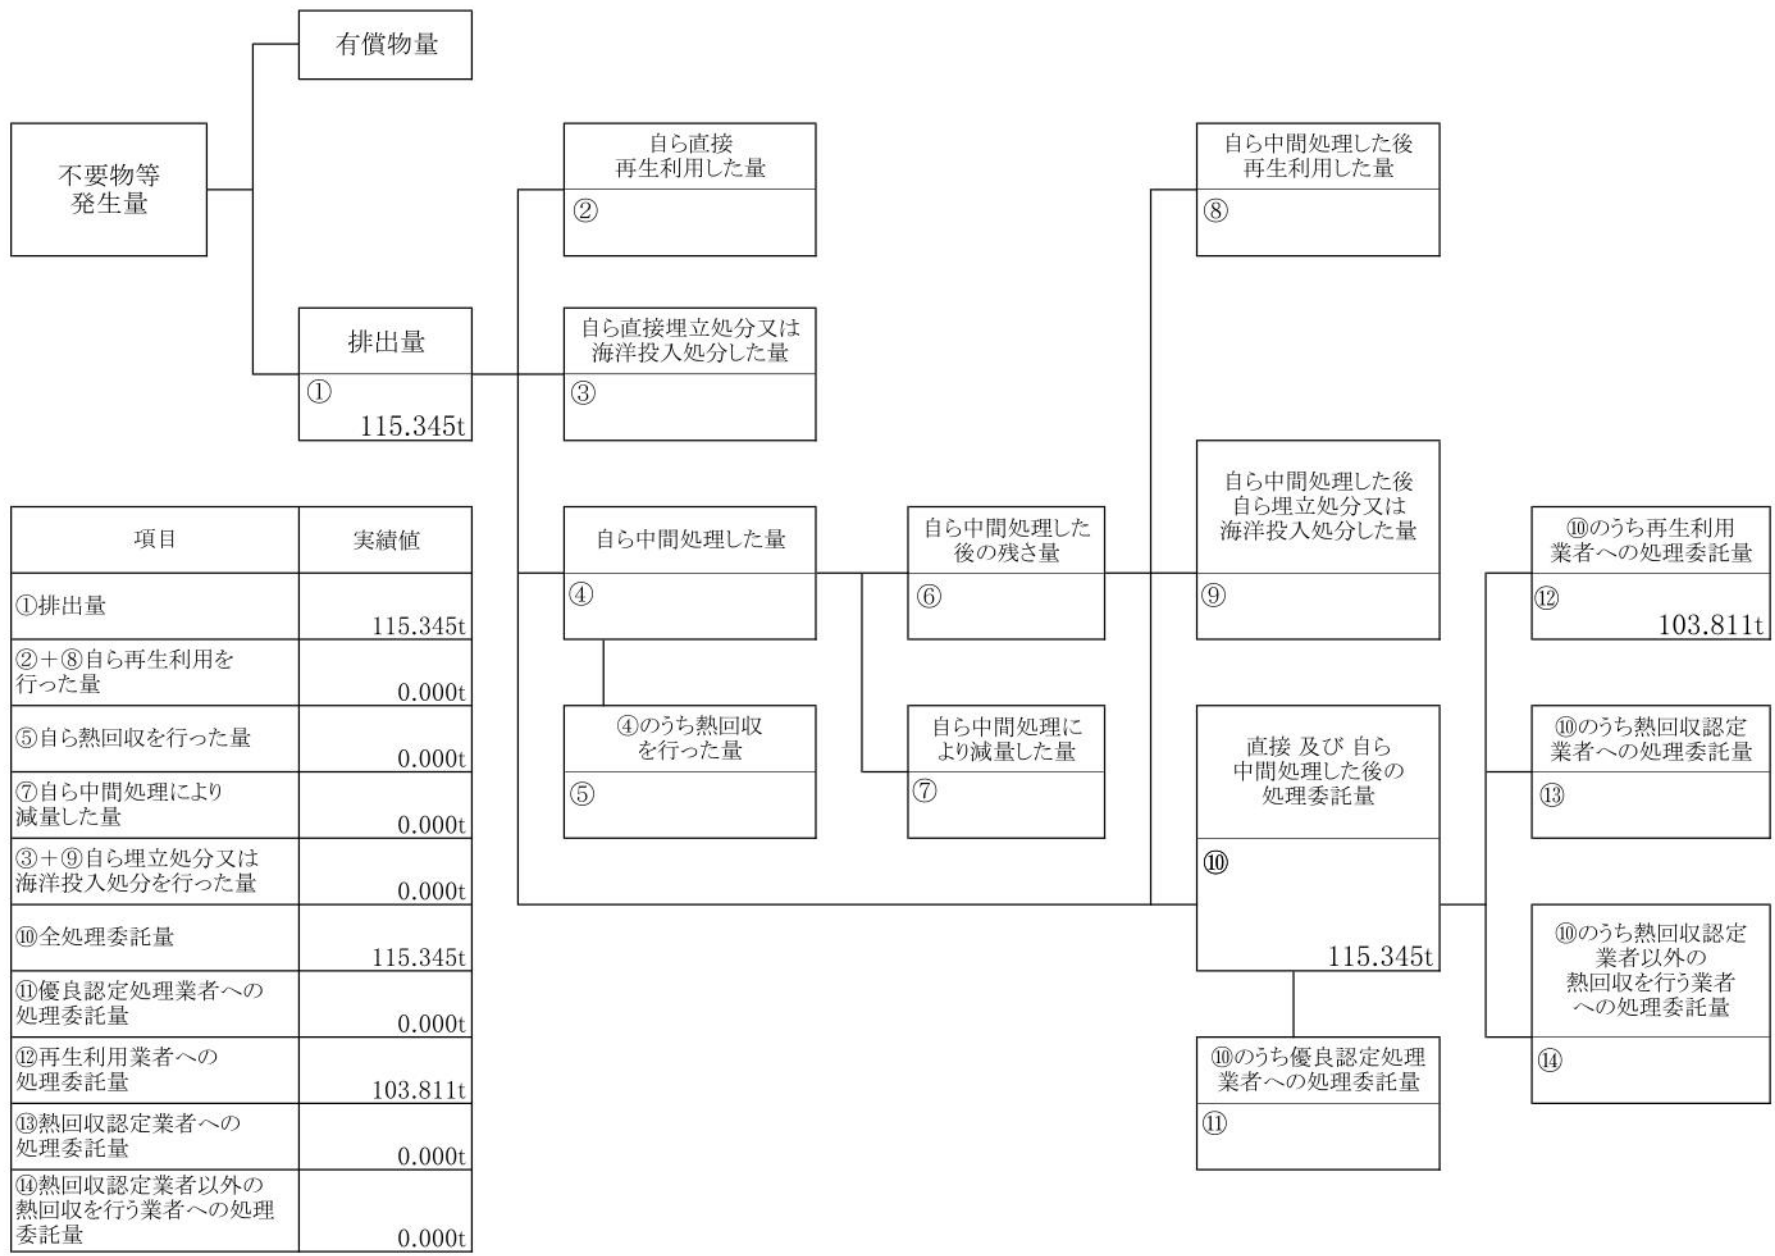 有償物量
不要物等
発生量
排出量
①
115.345t
自ら直接
再生利用した量
②
自ら直接埋立処分又は
海洋投入処分した量
③
自ら中間処理した量
④
④のうち熱回収
を行った量
⑤
自ら中間処理した
後の残さ量
⑥
自ら中間処理に
より減量した量
⑦
自ら中間処理した後
再生利用した量
⑧
自ら中間処理した後
自ら埋立処分又は
海洋投入処分した量
⑨
直接 及び 自ら
中間処理した後の
処理委託量
⑩
115.345t
⑩のうち優良認定処理
業者への処理委託量
⑪
⑩のうち再生利用
業者への処理委託量
⑫
103.811t
⑩のうち熱回収認定
業者への処理委託量
⑬
⑩のうち熱回収認定
業者以外の
熱回収を行う業者
への処理委託量
⑭
項目 実績値
①排出量
115.345t
②＋⑧自ら再生利用を
行った量
0.000t
⑤自ら熱回収を行った量
0.000t
⑦自ら中間処理により
減量した量
0.000t
③＋⑨自ら埋立処分又は
海洋投入処分を行った量
0.000t
⑩全処理委託量
115.345t
⑪優良認定処理業者への
処理委託量
0.000t
⑫再生利用業者への
処理委託量
103.811t
⑬熱回収認定業者への
処理委託量
0.000t
⑭熱回収認定業者以外の
熱回収を行う業者への処理
委託量
0.000t